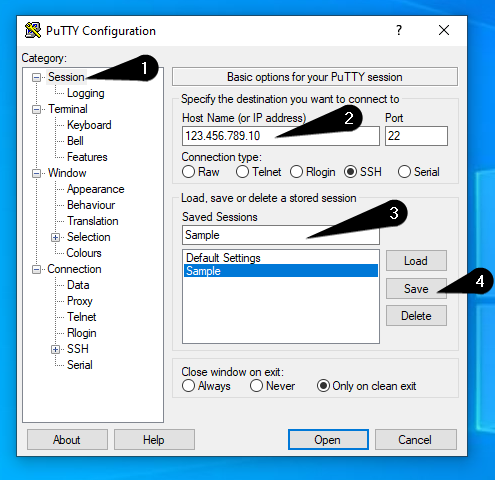 PuTTY Configuration
?
Category:
Session
Logging
Terminal
Keyboard
Bell
Features
Window
Appearance
Behaviour
Translation
Selection
Colours
Connection
Data
Proxy
Telnet
Rlogin
SSH
Serial
1
Basic options for your PuTTY session
Specify the destination you want to connect to
Host Name (or IP address) Port
2
123.456.789.10 22
Connection type:
Raw Telnet Rlogin SSH Serial
Load, save or delete a stored session
Saved Sessions
3
Sample
Default Settings
Sample
Load
Save
4
Delete
Close window on exit:
Always Never Only on clean exit
About Help Open Cancel